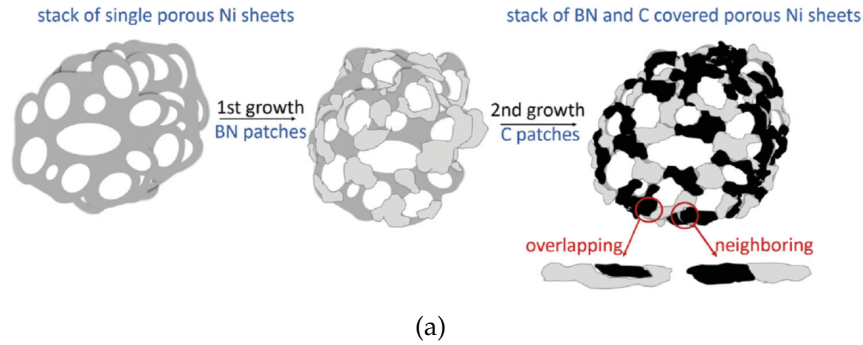 stack of single porous Ni sheets
stack of BN and C covered porous Ni sheets
1st growth
BN patches
2nd growth
C patches
overlapping
neighboring
(a)